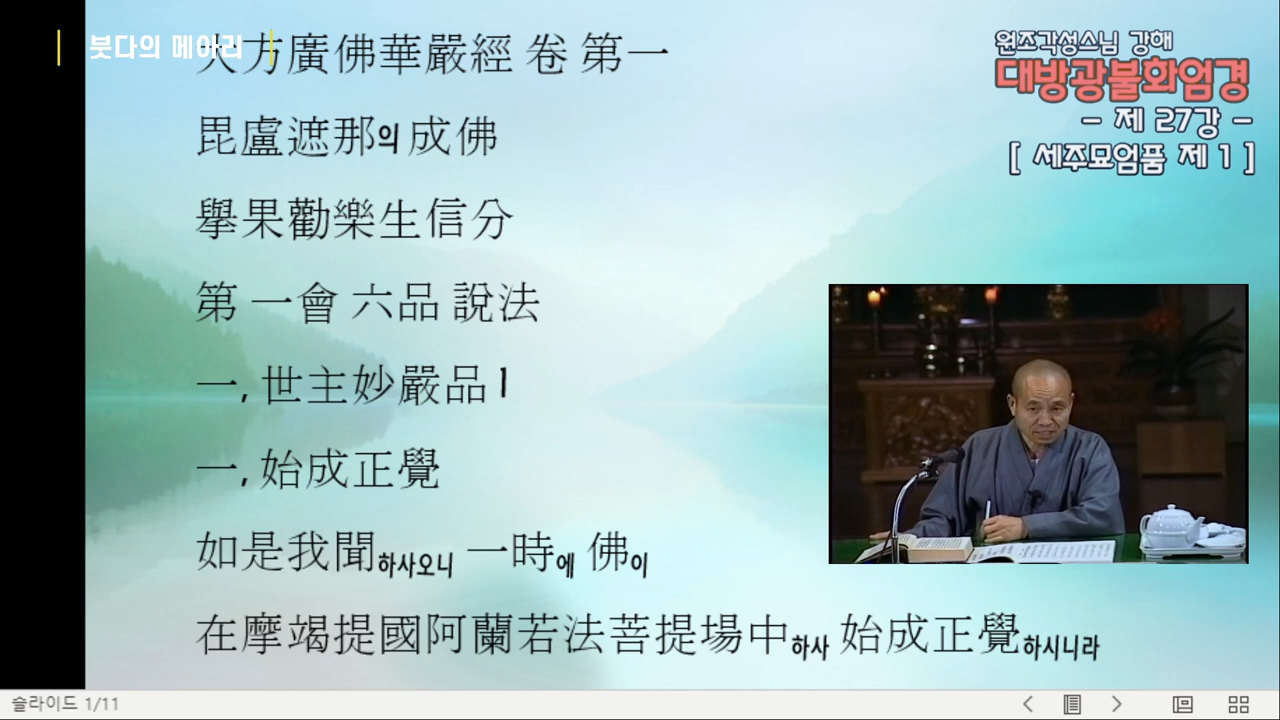 붓다의 메아리
大方廣佛華嚴經 卷 第一
원조각성스님 강해
대방광불화엄경
- 제 27강 -
[ 세주묘엄품 제 1 ]
毘盧遮那의 成佛
擧果勸樂生信分
第 一會 六品 說法
一, 世主妙嚴品 1
一, 始成正覺
如是我聞하사오니 一時에 佛이
在摩竭提國阿蘭若法菩提場中하사 始成正覺하시니라
슬라이드 1/11